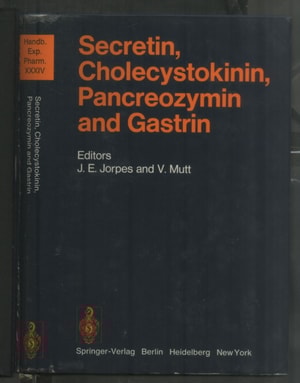 Handb.
Exp.
Pharm.
XXXIV
Secretin, Cholecystokinin,
Pancreozymin and Gastrin
Secretin,
Cholecystokinin,
Pancreozymin
and Gastrin
Editors
J. E. Jorpes and V. Mutt
Springer-Verlag Berlin Heidelberg New York